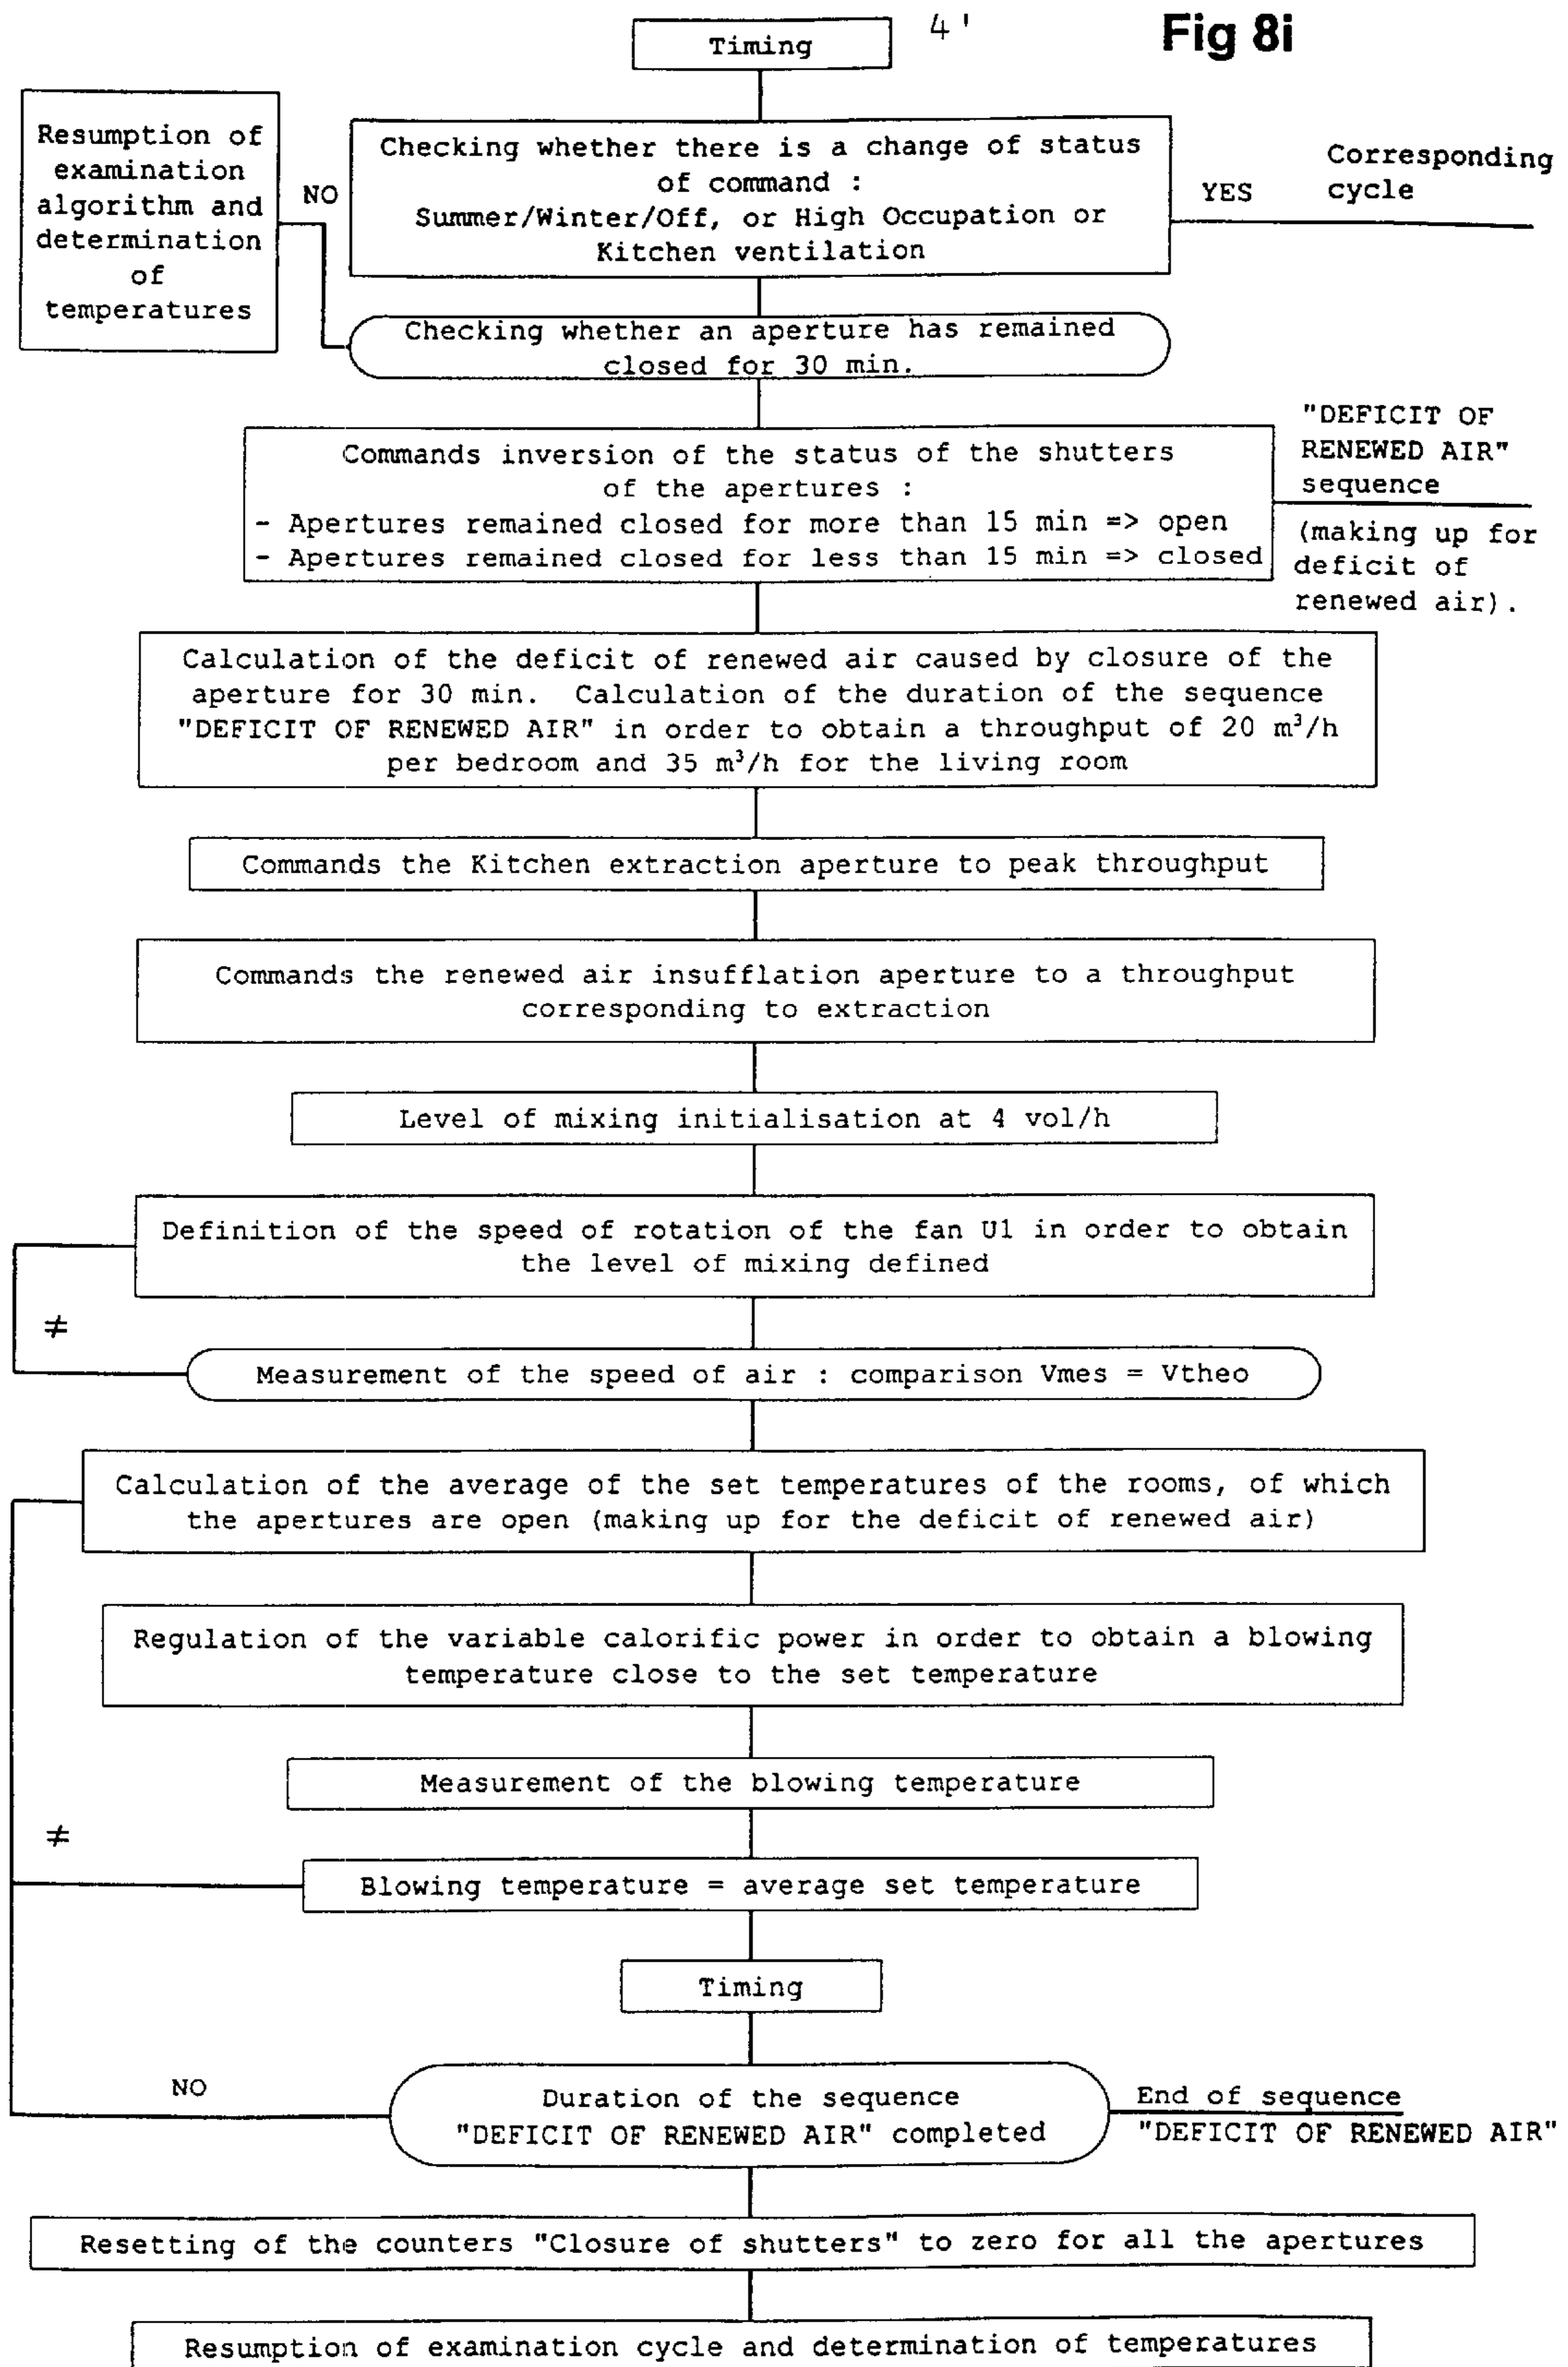 Fig 8i
Timing
4'
Resumption of
examination
algorithm and
determination
of
temperatures
NO
Checking whether there is a change of status
of command :
Summer/Winter/Off, or High Occupation or
Kitchen ventilation
YES
Corresponding
cycle
Checking whether an aperture has remained
closed for 30 min.
Commands inversion of the status of the shutters
of the apertures :
- Apertures remained closed for more than 15 min => open
- Apertures remained closed for less than 15 min => closed
"DEFICIT OF
RENEWED AIR"
sequence
(making up for
deficit of
renewed air).
Calculation of the deficit of renewed air caused by closure of the
aperture for 30 min. Calculation of the duration of the sequence
"DEFICIT OF RENEWED AIR" in order to obtain a throughput of 20 m³/h
per bedroom and 35 m³/h for the living room
Commands the Kitchen extraction aperture to peak throughput
Commands the renewed air insufflation aperture to a throughput
corresponding to extraction
Level of mixing initialisation at 4 vol/h
Definition of the speed of rotation of the fan U1 in order to obtain
the level of mixing defined
≠
Measurement of the speed of air : comparison Vmes = Vtheo
Calculation of the average of the set temperatures of the rooms, of which
the apertures are open (making up for the deficit of renewed air)
Regulation of the variable calorific power in order to obtain a blowing
temperature close to the set temperature
Measurement of the blowing temperature
≠
Blowing temperature = average set temperature
Timing
NO
Duration of the sequence
"DEFICIT OF RENEWED AIR" completed
End of sequence
"DEFICIT OF RENEWED AIR"
Resetting of the counters "Closure of shutters" to zero for all the apertures
Resumption of examination cycle and determination of temperatures